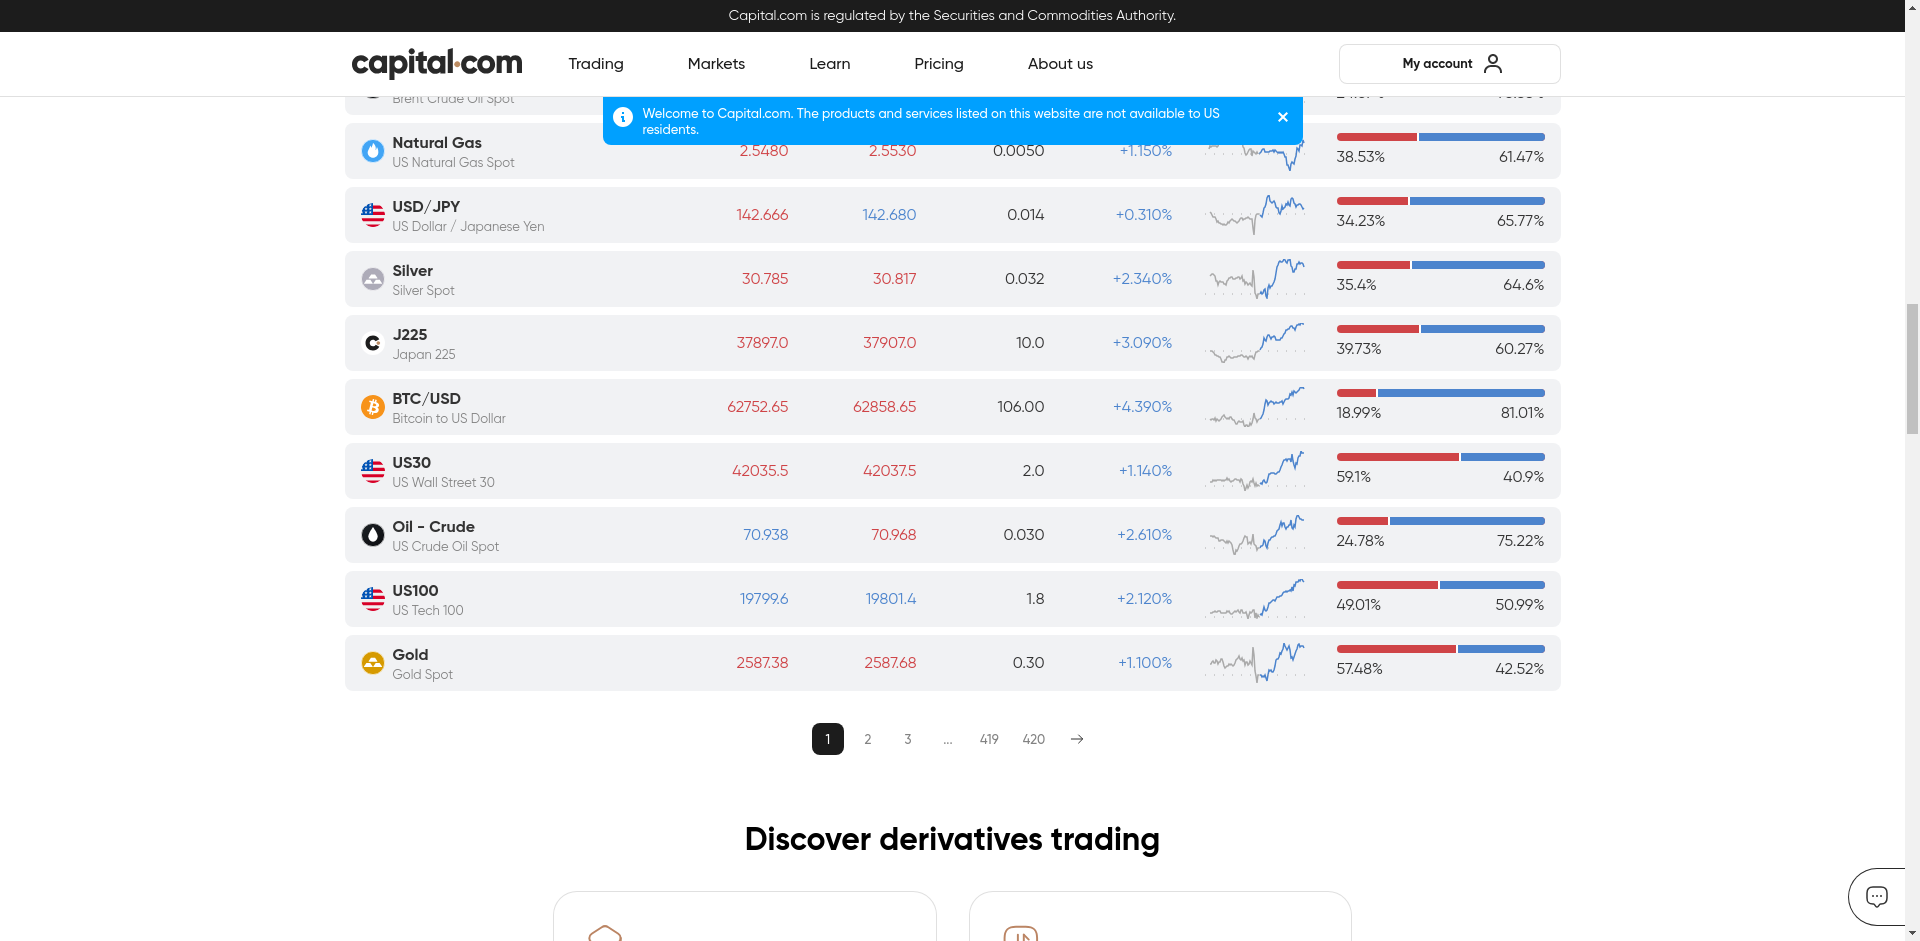 Capital.com is regulated by the Securities and Commodities Authority.
capital.com Trading Markets Learn Pricing About us My account
Brent Crude Oil Spot
Welcome to Capital.com. The products and services listed on this website are not available to US
residents.
Natural Gas
US Natural Gas Spot
2.5480 2.5530 0.0050 +1.150% 38.53% 61.47%
USD/JPY
US Dollar / Japanese Yen
142.666 142.680 0.014 +0.310% 34.23% 65.77%
Silver
Silver Spot
30.785 30.817 0.032 +2.340% 35.4% 64.6%
J225
Japan 225
37897.0 37907.0 10.0 +3.090% 39.73% 60.27%
BTC/USD
Bitcoin to US Dollar
62752.65 62858.65 106.00 +4.390% 18.99% 81.01%
US30
US Wall Street 30
42035.5 42037.5 2.0 +1.140% 59.1% 40.9%
Oil - Crude
US Crude Oil Spot
70.938 70.968 0.030 +2.610% 24.78% 75.22%
US100
US Tech 100
19799.6 19801.4 1.8 +2.120% 49.01% 50.99%
Gold
Gold Spot
2587.38 2587.68 0.30 +1.100% 57.48% 42.52%
1 2 3 ... 419 420
Discover derivatives trading